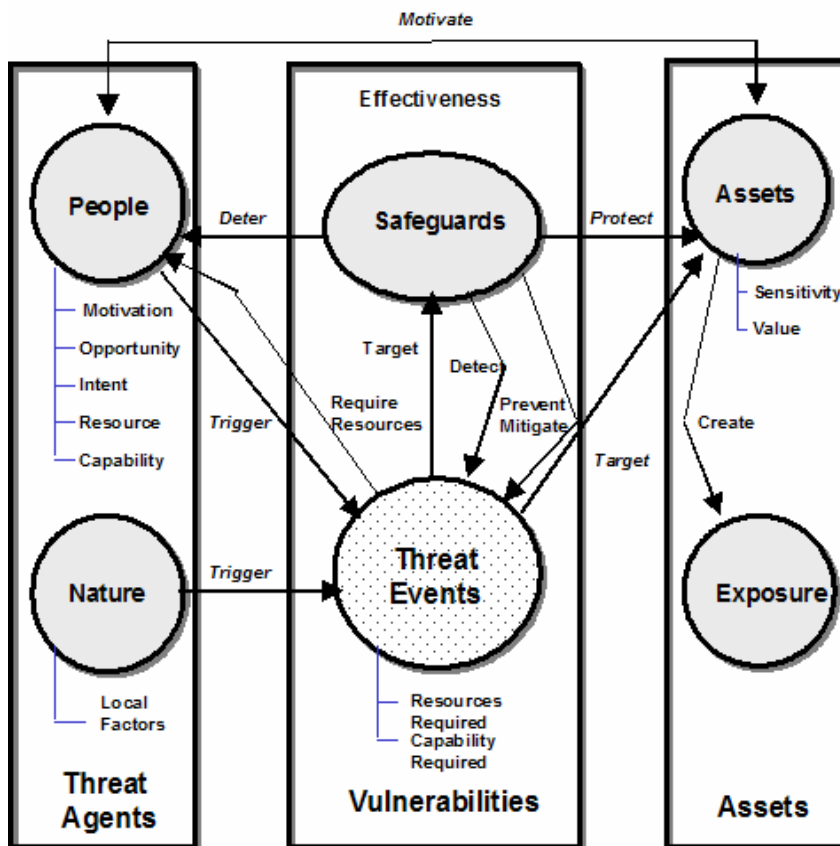 Motivate
Effectiveness
People
Safeguards
Assets
Deter
Protect
Motivation
Opportunity
Intent
Resource
Capability
Trigger
Require
Resources
Target
Detect
Prevent
Mitigate
Target
Sensitivity
Value
Create
Nature
Trigger
Threat
Events
Exposure
Local
Factors
Resources
Required
Capability
Required
Threat
Agents
Vulnerabilities
Assets